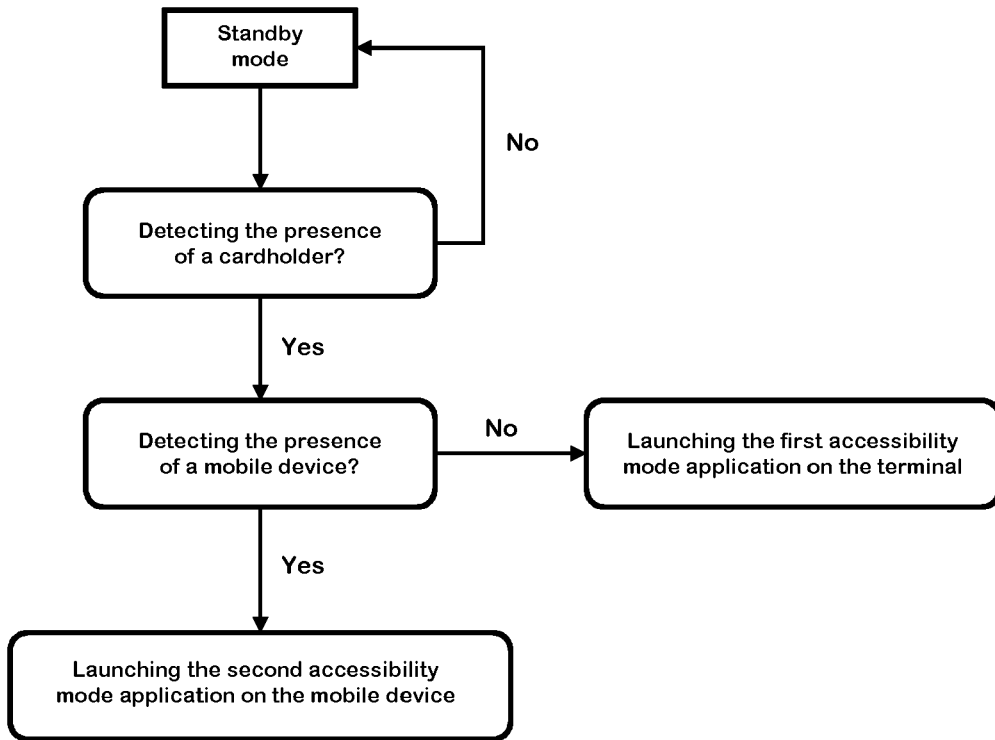 Standby
mode
No
Detecting the presence
of a cardholder?
Yes
Detecting the presence
of a mobile device?
No
Launching the first accessibility
mode application on the terminal
Yes
Launching the second accessibility
mode application on the mobile device